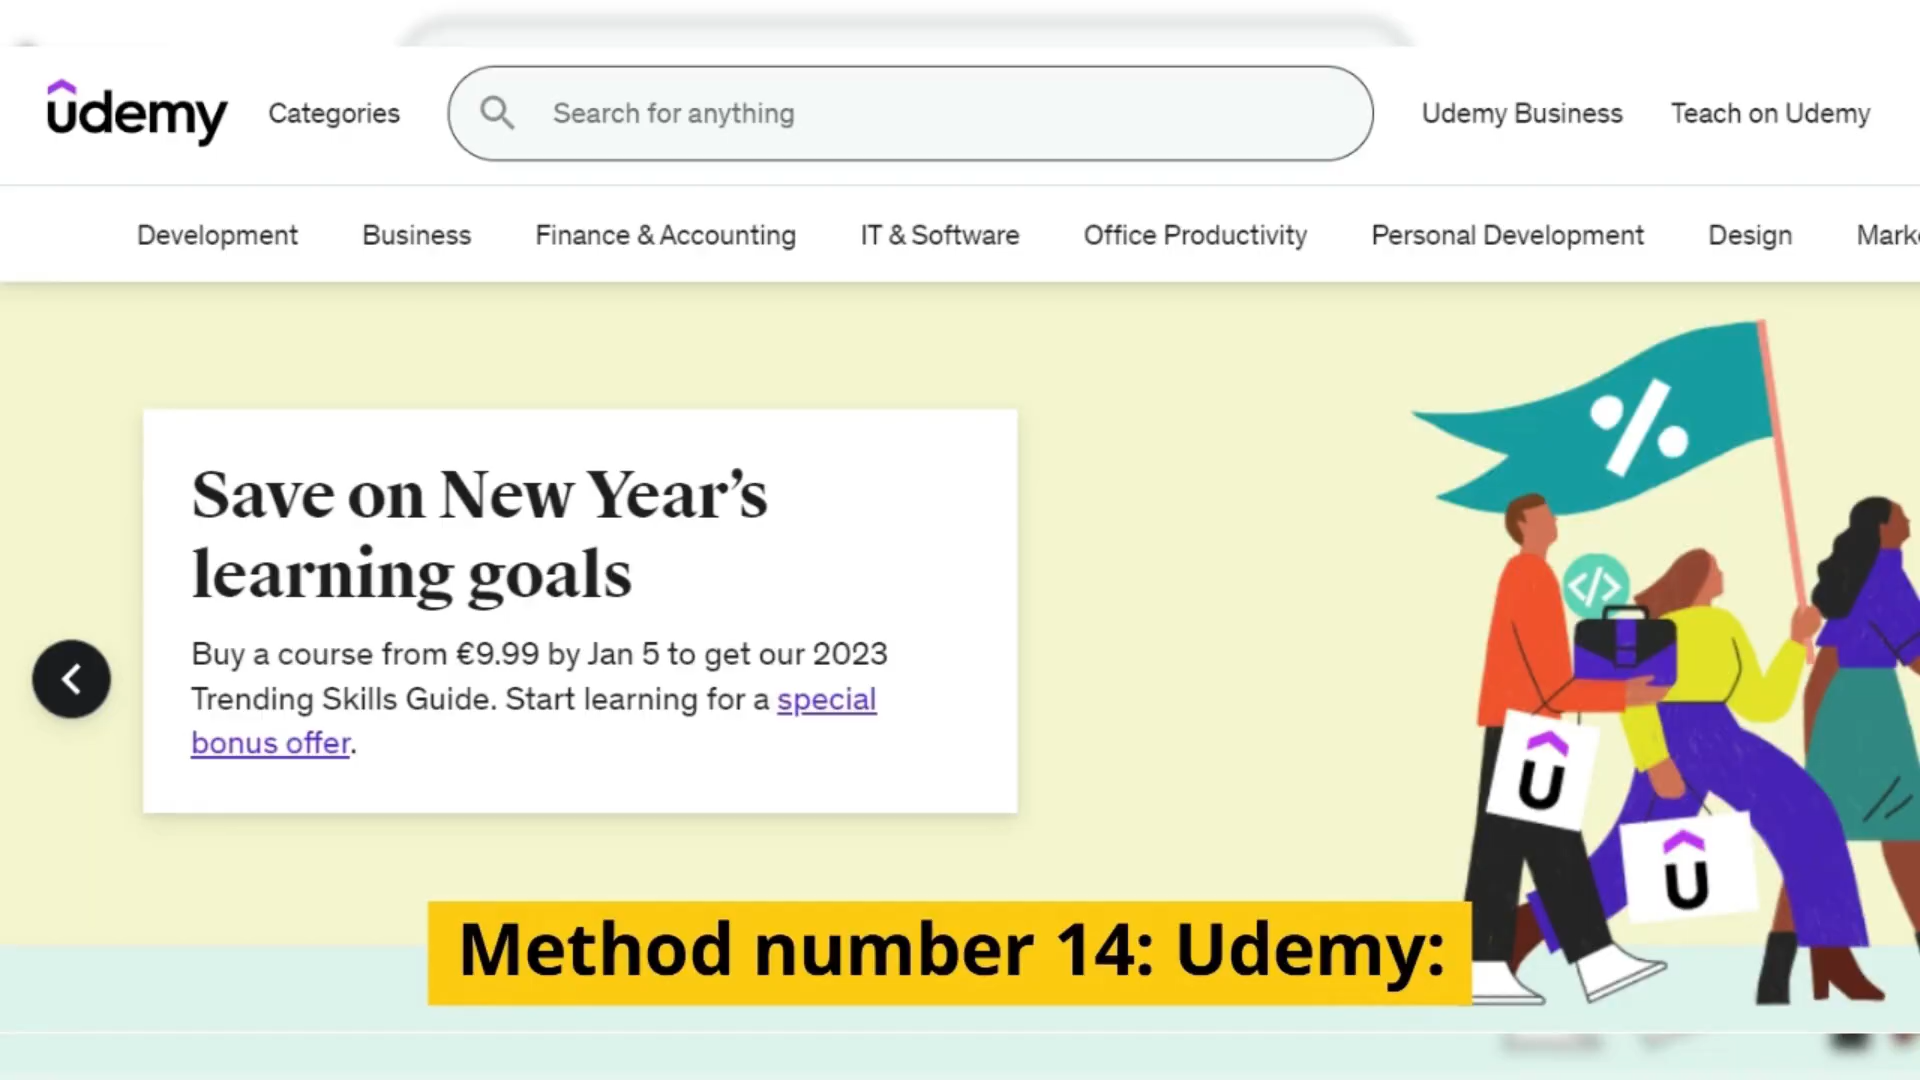 udemy
Categories
Search for anything
Udemy Business
Teach on Udemy
Development
Business
Finance & Accounting
IT & Software
Office Productivity
Personal Development
Design
Mark
%
Save on New Year’s
learning goals
Buy a course from €9.99 by Jan 5 to get our 2023
Trending Skills Guide. Start learning for a special
bonus offer.
</>
U
U
Method number 14: Udemy: